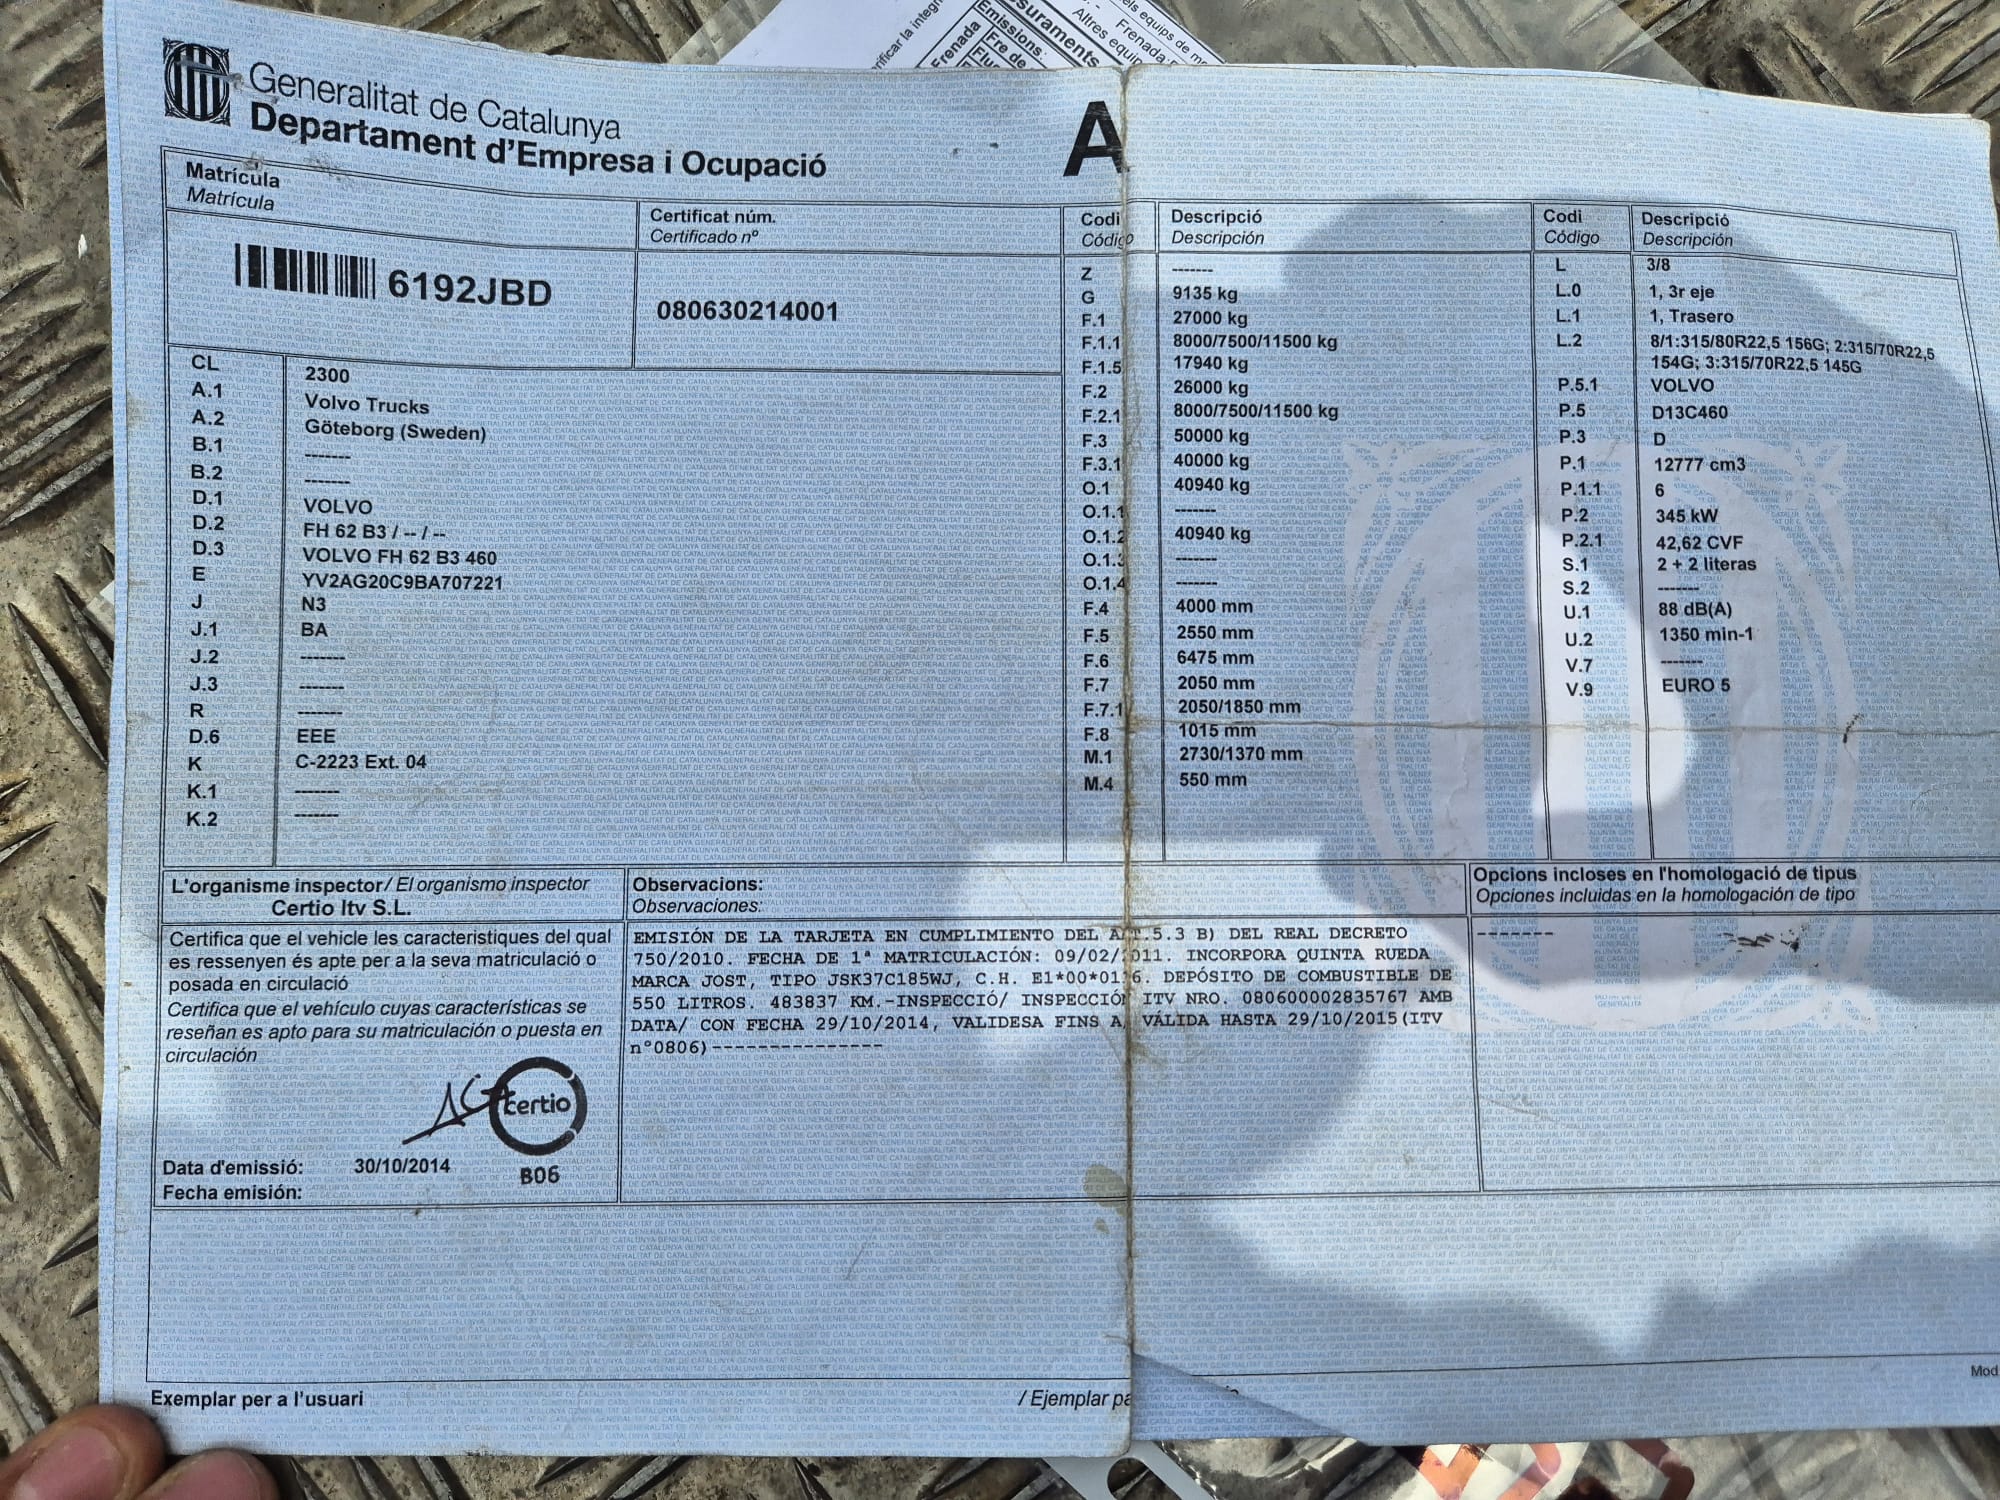 Generalitat de Catalunya
Departament d'Empresa i Ocupació
A
Matrícula
Matrícula
6192JBD
Certificat núm.
Certificado nº
080630214001
CL 2300
A.1 Volvo Trucks
A.2 Göteborg (Sweden)
B.1 -------
B.2 -------
D.1 VOLVO
D.2 FH 62 B3 / -- / --
D.3 VOLVO FH 62 B3 460
E YV2AG20C9BA707221
J N3
J.1 BA
J.2 -------
J.3 -------
R -------
D.6 EEE
K C-2223 Ext. 04
K.1 -------
K.2 -------
Codi Descripció
Código Descripción
Z -------
G 9135 kg
F.1 27000 kg
F.1.1 8000/7500/11500 kg
F.1.5 17940 kg
F.2 26000 kg
F.2.1 8000/7500/11500 kg
F.3 50000 kg
F.3.1 40000 kg
O.1 40940 kg
O.1.1 -------
O.1.2 40940 kg
O.1.3 -------
O.1.4 -------
F.4 4000 mm
F.5 2550 mm
F.6 6475 mm
F.7 2050 mm
F.7.1 2050/1850 mm
F.8 1015 mm
M.1 2730/1370 mm
M.4 550 mm
Codi Descripció
Código Descripción
L 3/8
L.0 1, 3r eje
L.1 1, Trasero
L.2 8/1:315/80R22,5 156G; 2:315/70R22,5
154G; 3:315/70R22,5 145G
P.5.1 VOLVO
P.5 D13C460
P.3 D
P.1 12777 cm3
P.1.1 6
P.2 345 kW
P.2.1 42,62 CVF
S.1 2 + 2 literas
S.2 -------
U.1 88 dB(A)
U.2 1350 min-1
V.7 -------
V.9 EURO 5
L'organisme inspector/ El organismo inspector
Certio Itv S.L.
Certifica que el vehicle les característiques del qual
es ressenyen és apte per a la seva matriculació o
posada en circulació
Certifica que el vehículo cuyas características se
reseñan es apto para su matriculación o puesta en
circulación
certio
B06
Data d'emissió: 30/10/2014
Fecha emisión:
Observacions:
Observaciones:
EMISIÓN DE LA TARJETA EN CUMPLIMIENTO DEL ART.5.3 B) DEL REAL DECRETO
750/2010. FECHA DE 1ª MATRICULACIÓN: 09/02/2011. INCORPORA QUINTA RUEDA
MARCA JOST, TIPO JSK37C185WJ, C.H. E1*00*0126. DEPÓSITO DE COMBUSTIBLE DE
550 LITROS. 483837 KM.-INSPECCIÓ/ INSPECCIÓN ITV NRO. 080600002835767 AMB
DATA/ CON FECHA 29/10/2014, VALIDESA FINS A/ VÁLIDA HASTA 29/10/2015(ITV
nº0806)---------------
Opcions incloses en l'homologació de tipus
Opciones incluidas en la homologación de tipo
-------
Exemplar per a l'usuari / Ejemplar pa
Mod